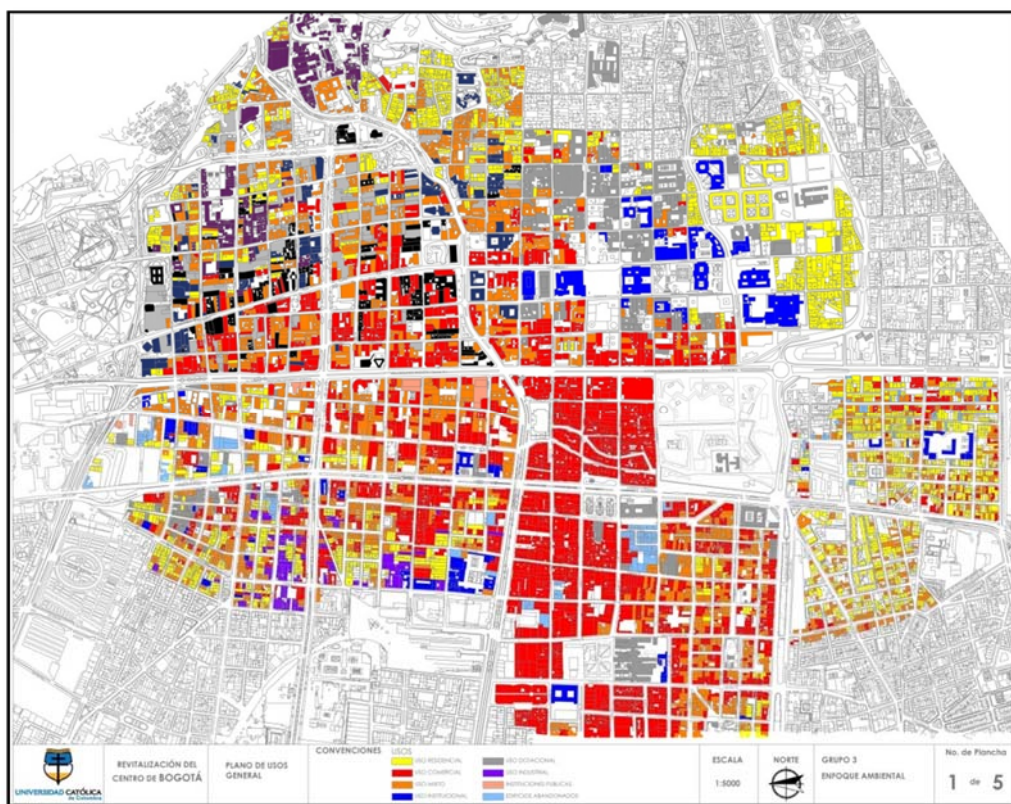 UNIVERSIDAD CATÓLICA
de Colombia
REVITALIZACIÓN DEL
CENTRO DE BOGOTÁ
PLANO DE USOS
GENERAL
CONVENCIONES
USOS
USO RESIDENCIAL
USO COMERCIAL
USO MIXTO
USO INSTITUCIONAL
USO DOTACIONAL
USO INDUSTRIAL
INSTITUCIONES PUBLICAS
EDIFICIOS ABANDONADOS
ESCALA
1:5000
NORTE
GRUPO 3
ENFOQUE AMBIENTAL
No. de Plancha
1 de 5